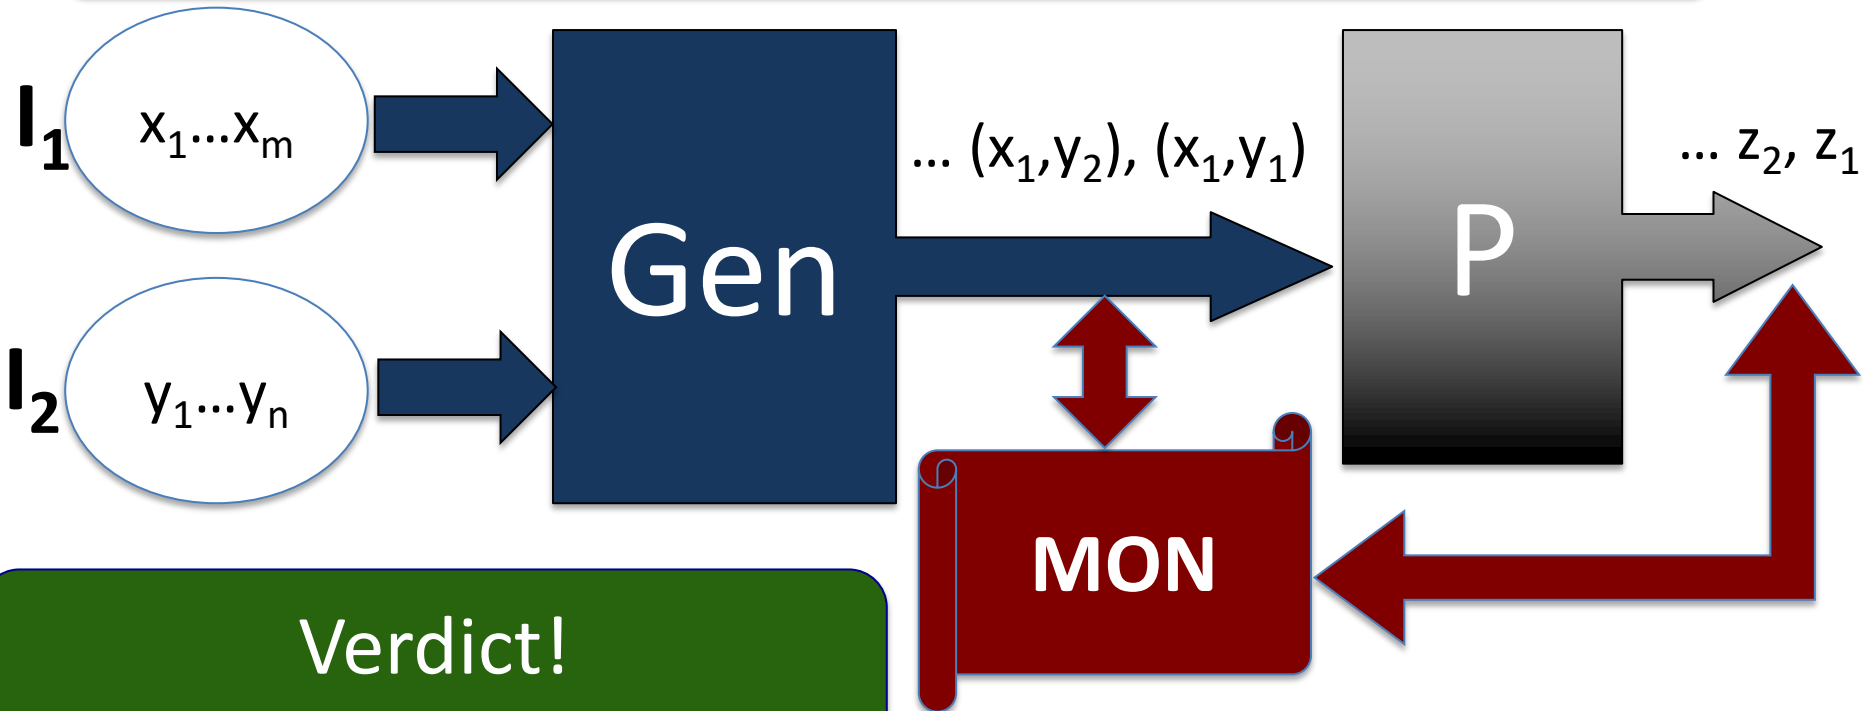 I₁
x₁...xₘ
Gen
... (x₁,y₂), (x₁,y₁)
P
... z₂, z₁
I₂
y₁...yₙ
MON
Verdict!